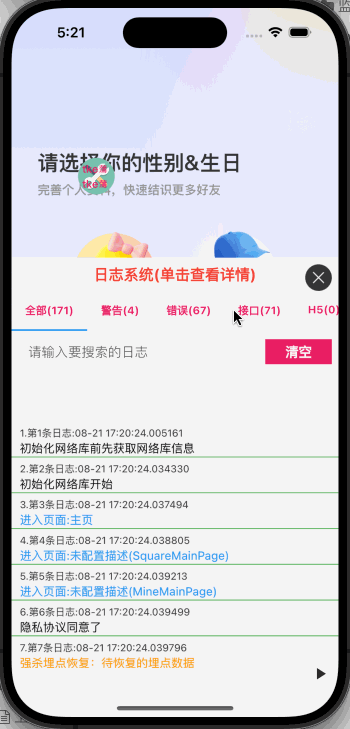 监
5:21
请选择你的性别&生日
完善个人资料，快速结识更多好友
日志系统(单击查看详情)
全部(171) 警告(4) 错误(67) 接口(71) H5(0)
请输入要搜索的日志 清空
1.第1条日志:08-21 17:20:24.005161
初始化网络库前先获取网络库信息
2.第2条日志:08-21 17:20:24.034330
初始化网络库开始
3.第3条日志:08-21 17:20:24.037494
进入页面:主页
4.第4条日志:08-21 17:20:24.038805
进入页面:未配置描述(SquareMainPage)
5.第5条日志:08-21 17:20:24.039213
进入页面:未配置描述(MineMainPage)
6.第6条日志:08-21 17:20:24.039499
隐私协议同意了
7.第7条日志:08-21 17:20:24.039796
强杀埋点恢复：待恢复的埋点数据